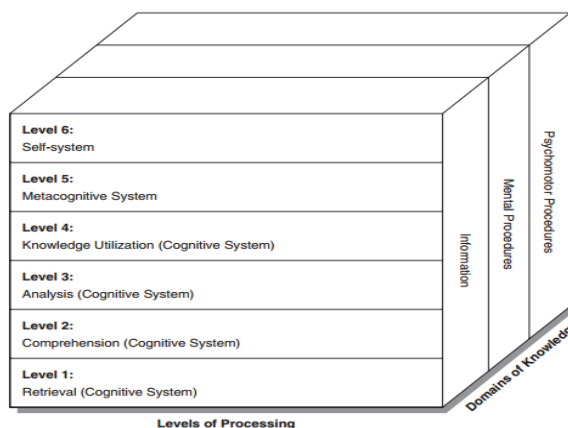 Level 6:
Self-system
Level 5:
Metacognitive System
Level 4:
Knowledge Utilization (Cognitive System)
Level 3:
Analysis (Cognitive System)
Level 2:
Comprehension (Cognitive System)
Level 1:
Retrieval (Cognitive System)
Information
Mental Procedures
Psychomotor Procedures
Levels of Processing
Domains of Knowledge